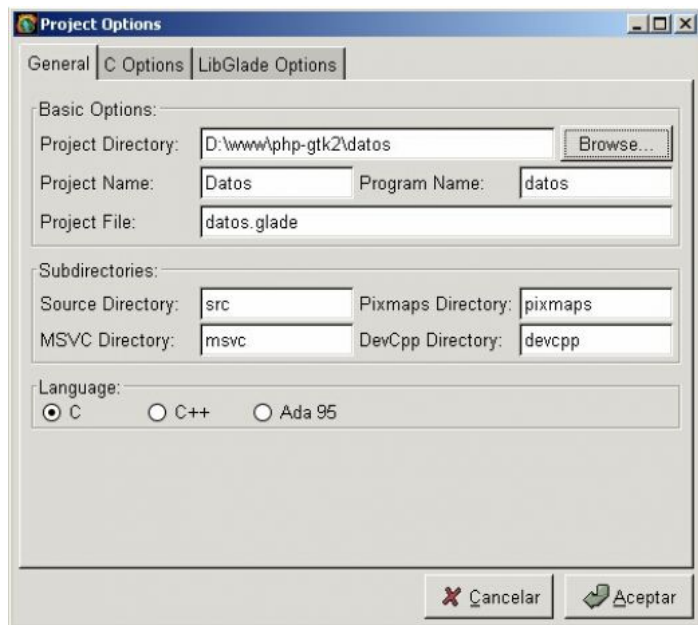 Project Options
General C Options LibGlade Options
Basic Options:
Project Directory: D:\www\php-gtk2\datos Browse...
Project Name: Datos Program Name: datos
Project File: datos.glade
Subdirectories:
Source Directory: src Pixmaps Directory: pixmaps
MSVC Directory: msvc DevCpp Directory: devcpp
Language:
C C++ Ada 95
Cancelar Aceptar